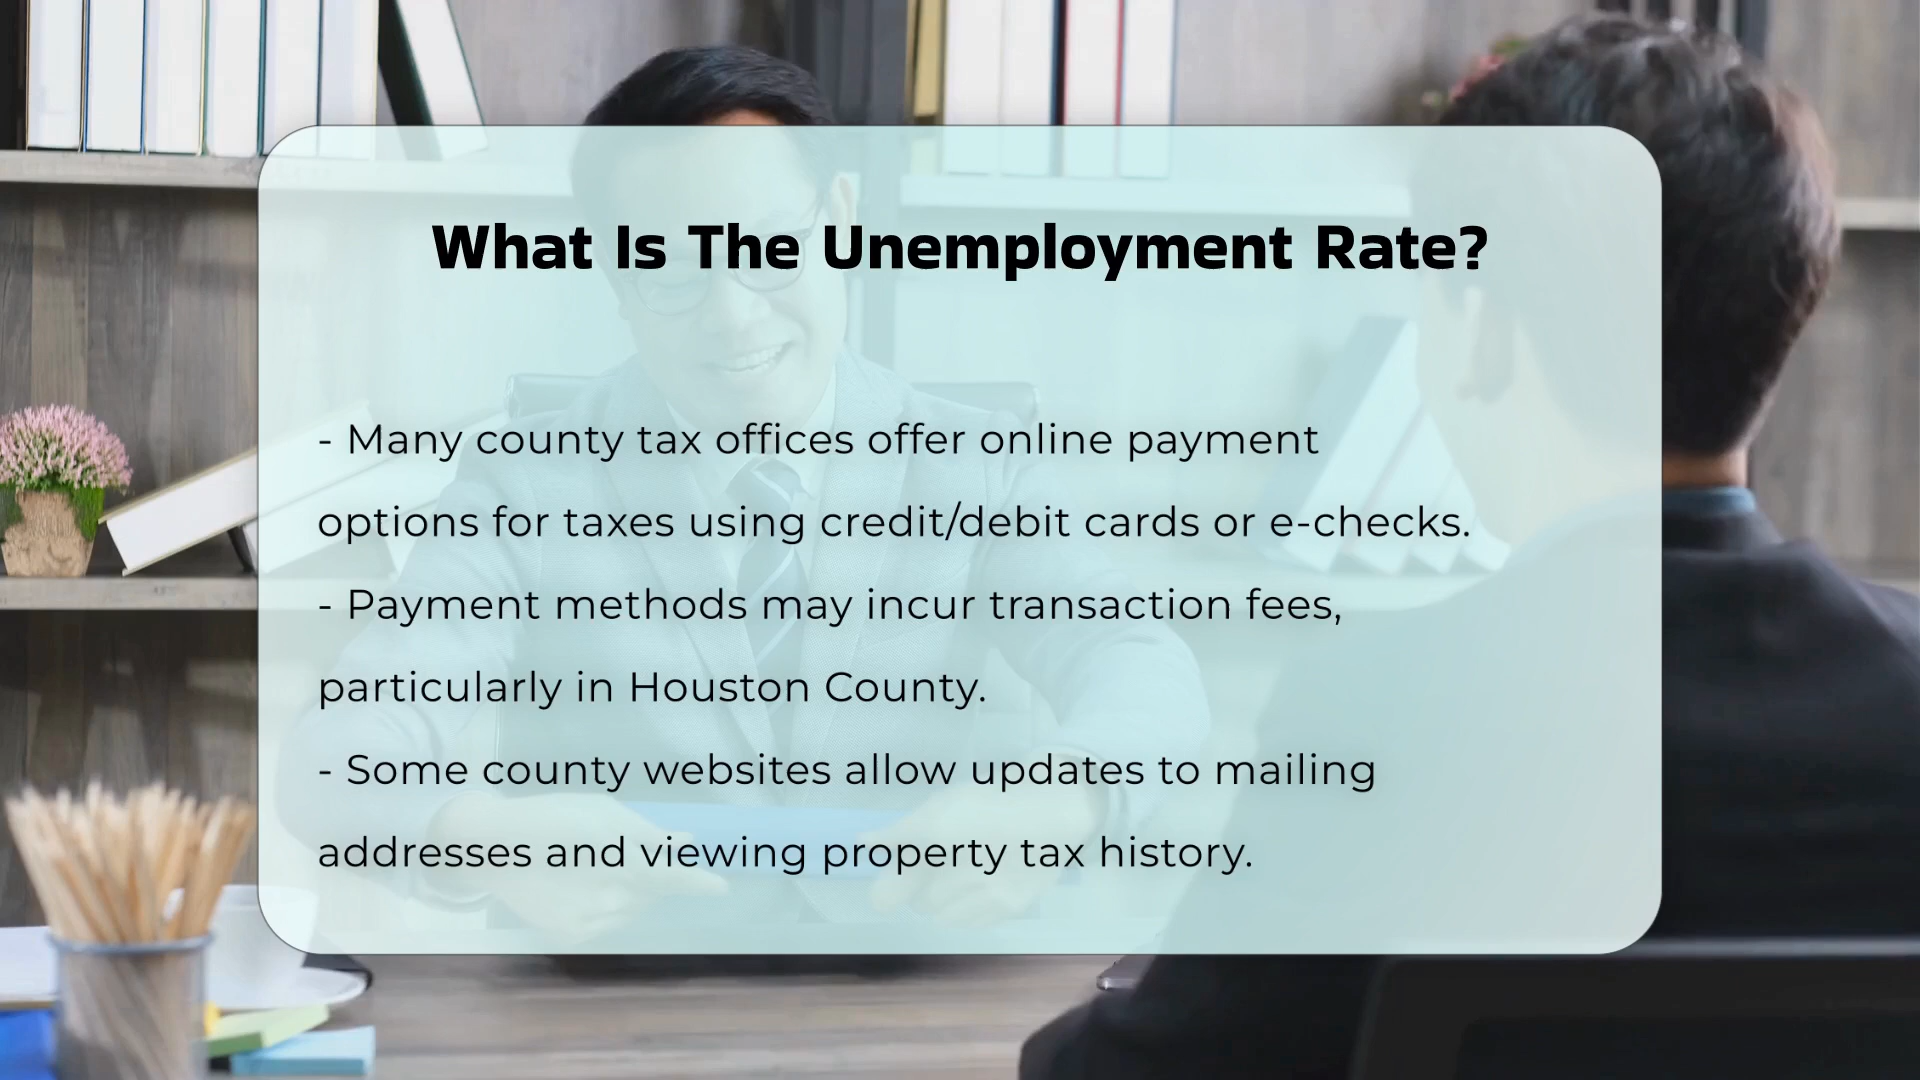 What Is The Unemployment Rate?
- Many county tax offices offer online payment
options for taxes using credit/debit cards or e-checks.
- Payment methods may incur transaction fees,
particularly in Houston County.
- Some county websites allow updates to mailing
addresses and viewing property tax history.